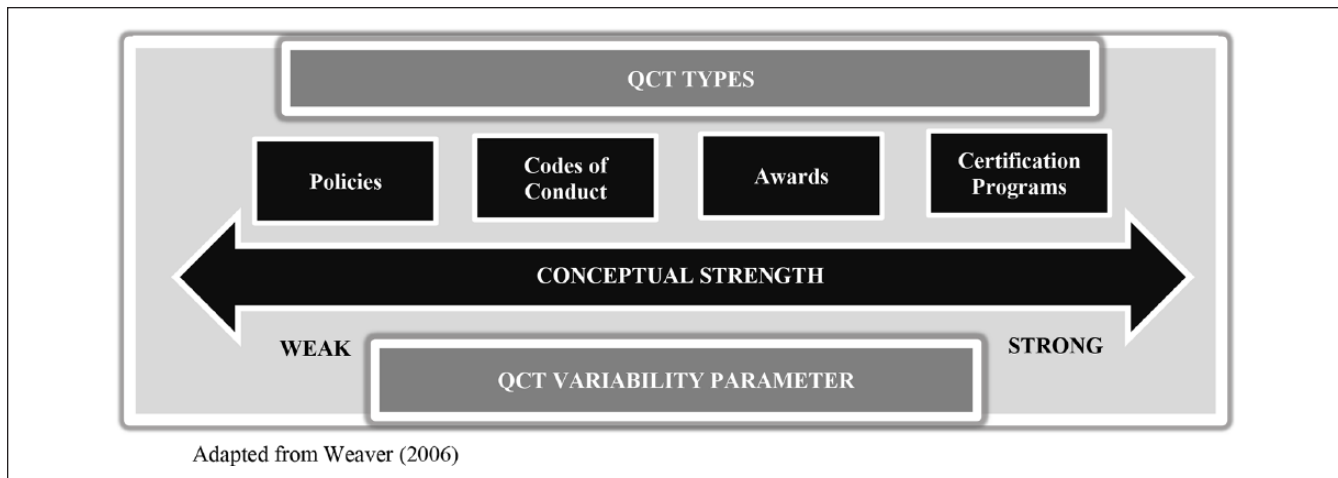 QCT TYPES
Policies
Codes of
Conduct
Awards
Certification
Programs
CONCEPTUAL STRENGTH
WEAK
STRONG
QCT VARIABILITY PARAMETER
Adapted from Weaver (2006)